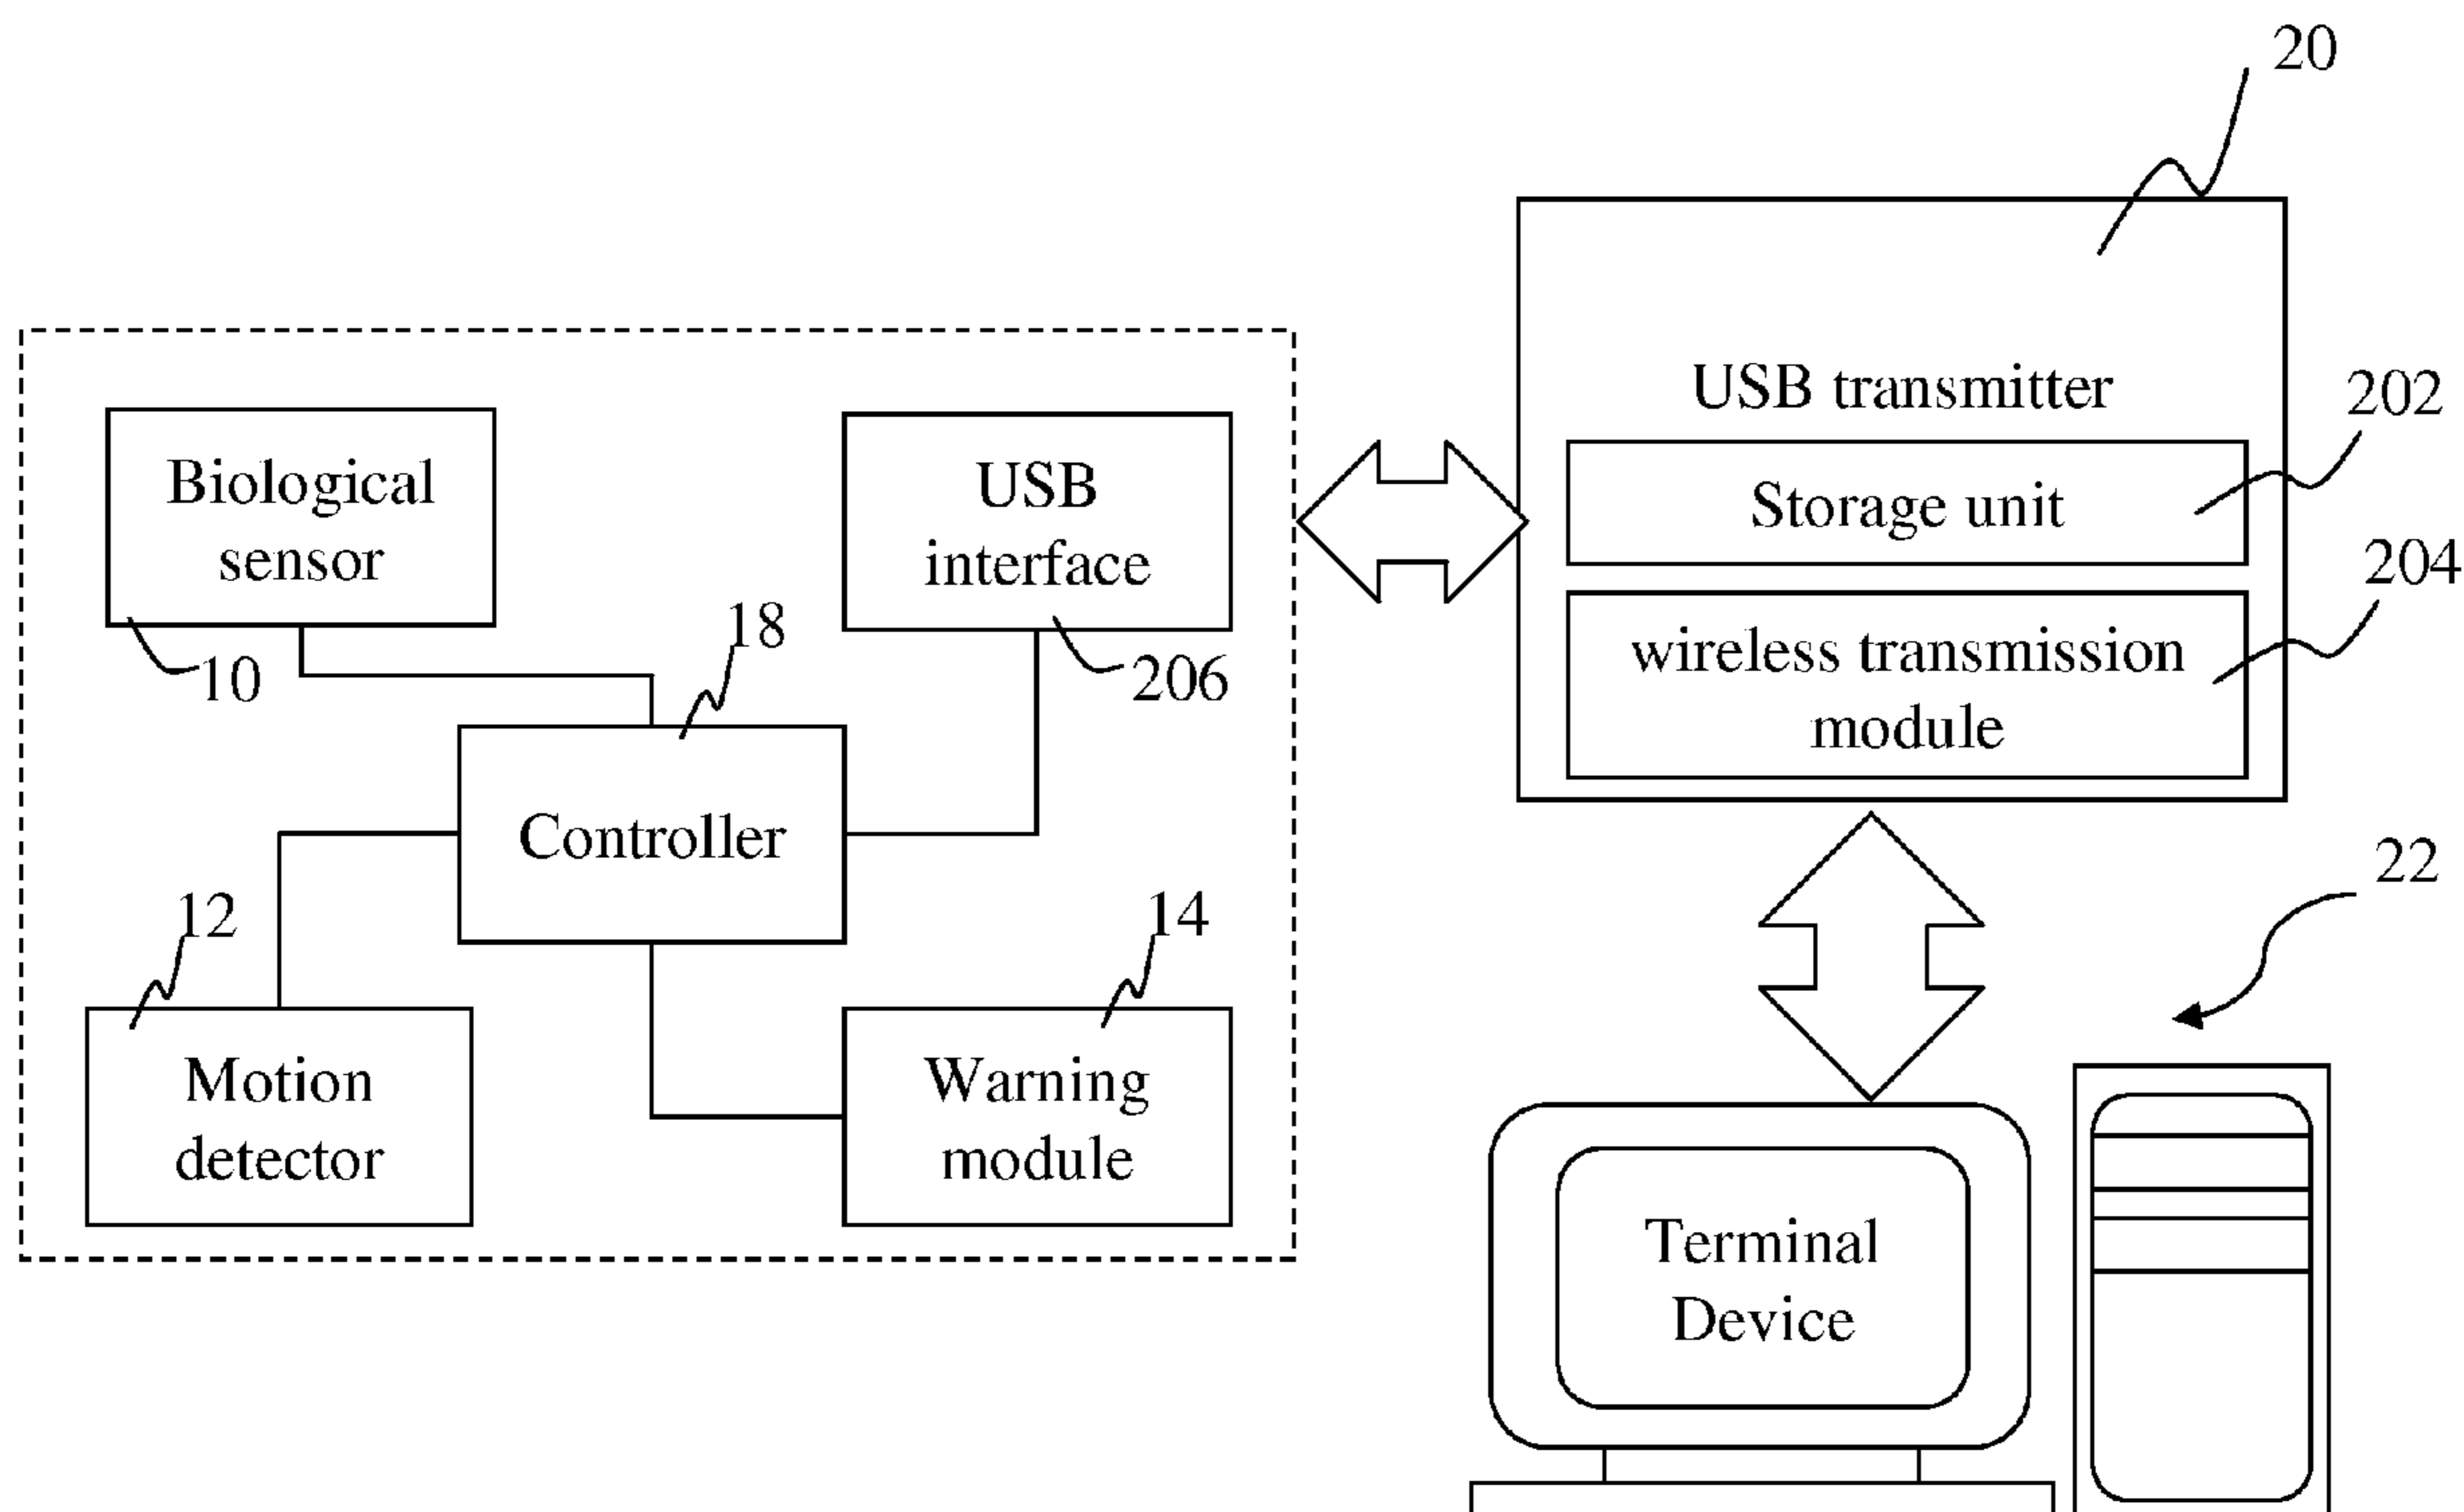 20
USB transmitter
202
Storage unit
204
wireless transmission
module
Biological
sensor
10
USB
interface
206
18
Controller
12
Motion
detector
14
Warning
module
22
Terminal
Device